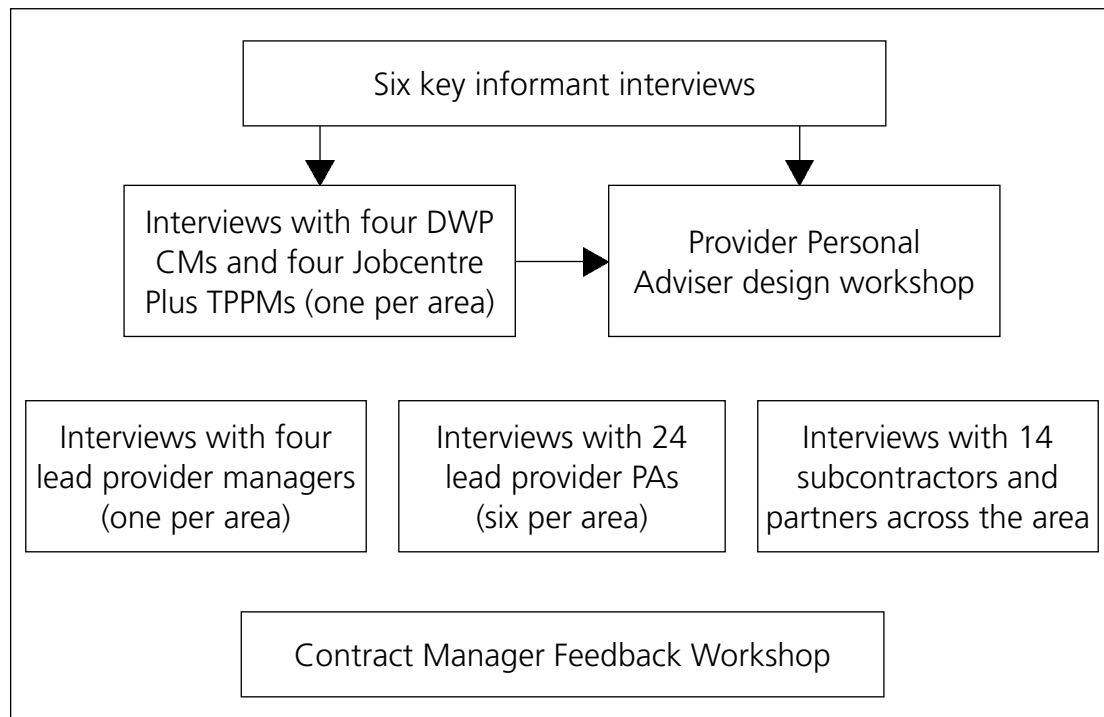 Six key informant interviews
Interviews with four DWP
CMs and four Jobcentre
Plus TPPMs (one per area)
Provider Personal
Adviser design workshop
Interviews with four
lead provider managers
(one per area)
Interviews with 24
lead provider PAs
(six per area)
Interviews with 14
subcontractors and
partners across the area
Contract Manager Feedback Workshop